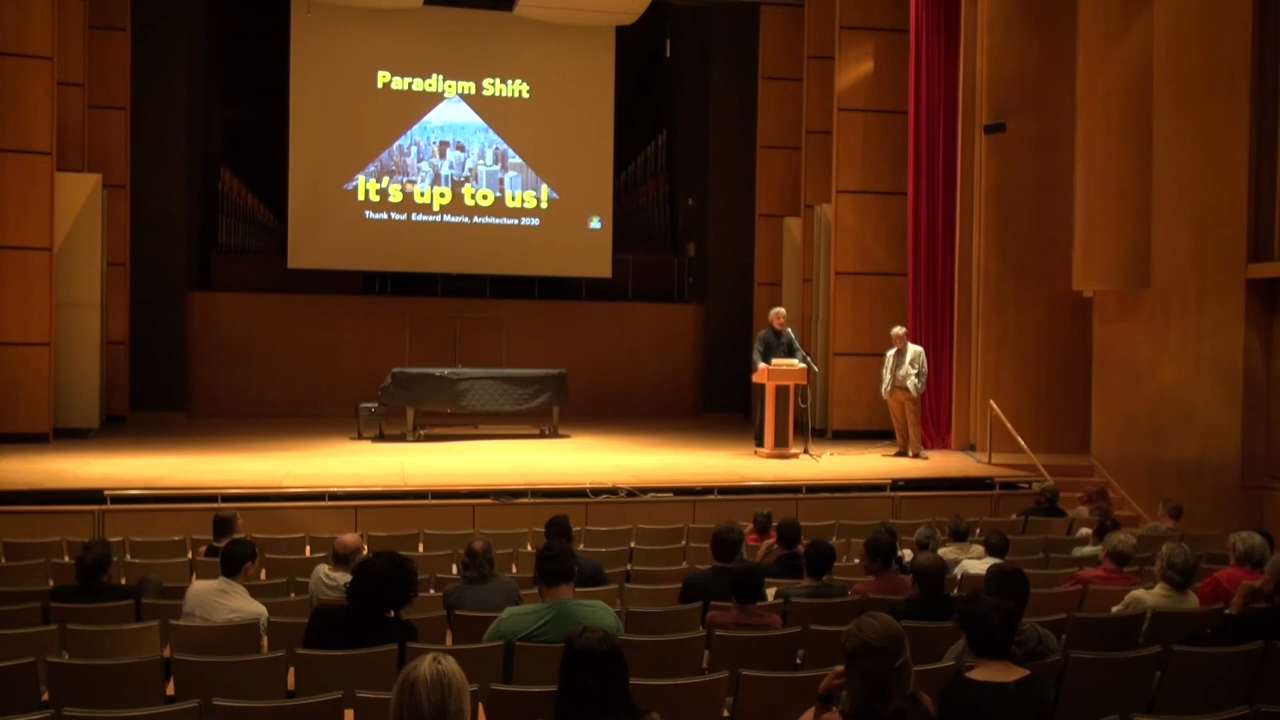 Paradigm Shift
It's up to us!
Thank You! Edward Mazria, Architecture 2030